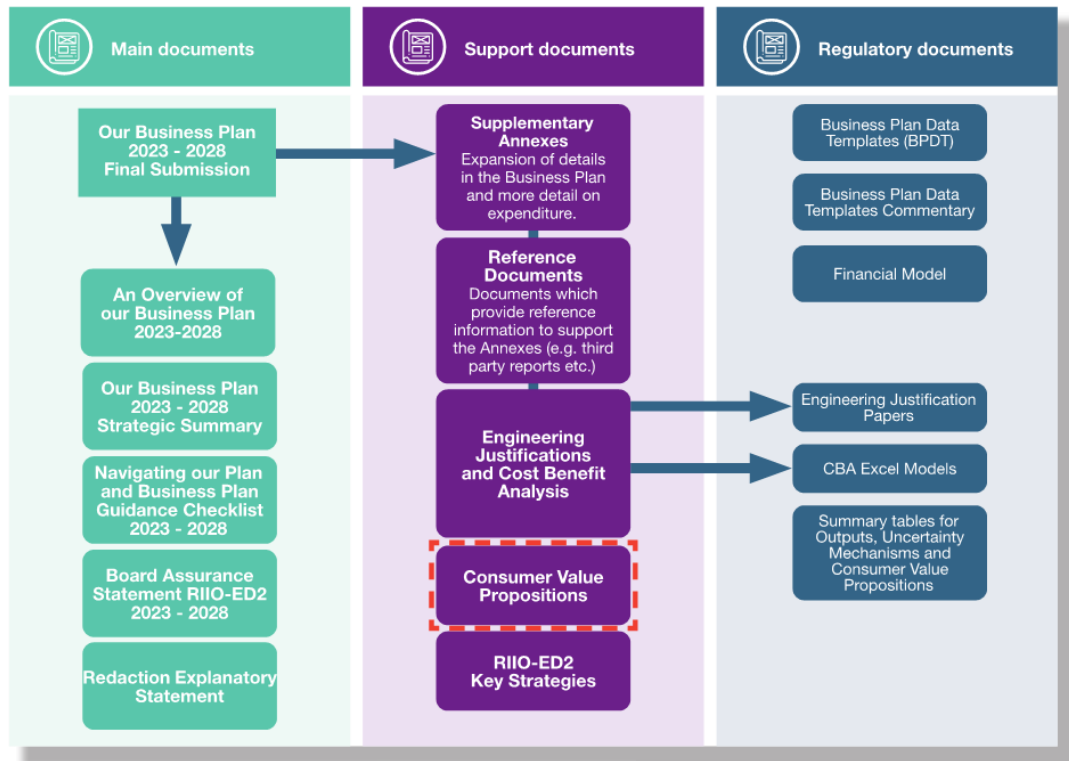 Main documents
Our Business Plan
2023 - 2028
Final Submission
An Overview of
our Business Plan
2023-2028
Our Business Plan
2023 - 2028
Strategic Summary
Navigating our Plan
and Business Plan
Guidance Checklist
2023 - 2028
Board Assurance
Statement RIIO-ED2
2023 - 2028
Redaction Explanatory
Statement
Support documents
Supplementary
Annexes
Expansion of details
in the Business Plan
and more detail on
expenditure.
Reference
Documents
Documents which
provide reference
information to support
the Annexes (e.g. third
party reports etc.)
Engineering
Justifications
and Cost Benefit
Analysis
Consumer Value
Propositions
RIIO-ED2
Key Strategies
Regulatory documents
Business Plan Data
Templates (BPDT)
Business Plan Data
Templates Commentary
Financial Model
Engineering Justification
Papers
CBA Excel Models
Summary tables for
Outputs, Uncertainty
Mechanisms and
Consumer Value
Propositions